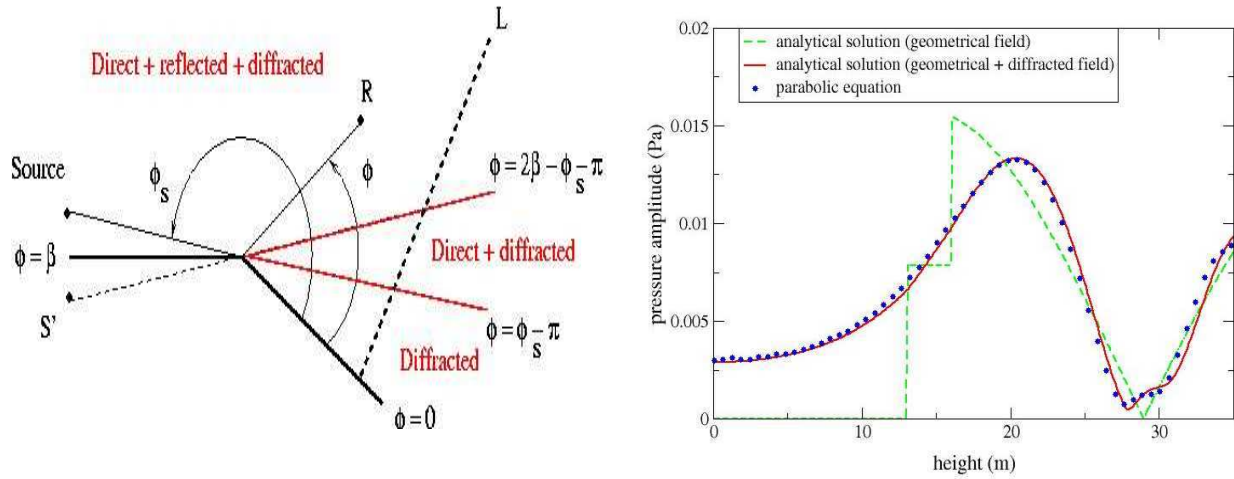 L
Direct + reflected + diffracted
R
Source
ϕs
ϕ
ϕ = 2β − ϕs − π
ϕ = β
Direct + diffracted
S'
ϕ = ϕs − π
Diffracted
ϕ = 0
0.02
analytical solution (geometrical field)
analytical solution (geometrical + diffracted field)
parabolic equation
0.015
pressure amplitude (Pa)
0.01
0.005
0
0 10 20 30
height (m)